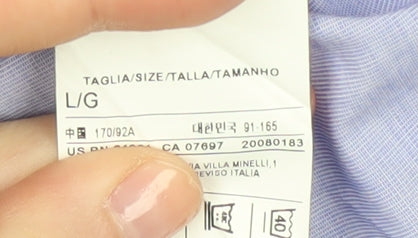 TAGLIA/SIZE/TALLA/TAMANHO
L/G
中国 170/92A 대한민국 91-165
US RN CA 07697 20080183
VILLA MINELLI,1
ITALIA
40